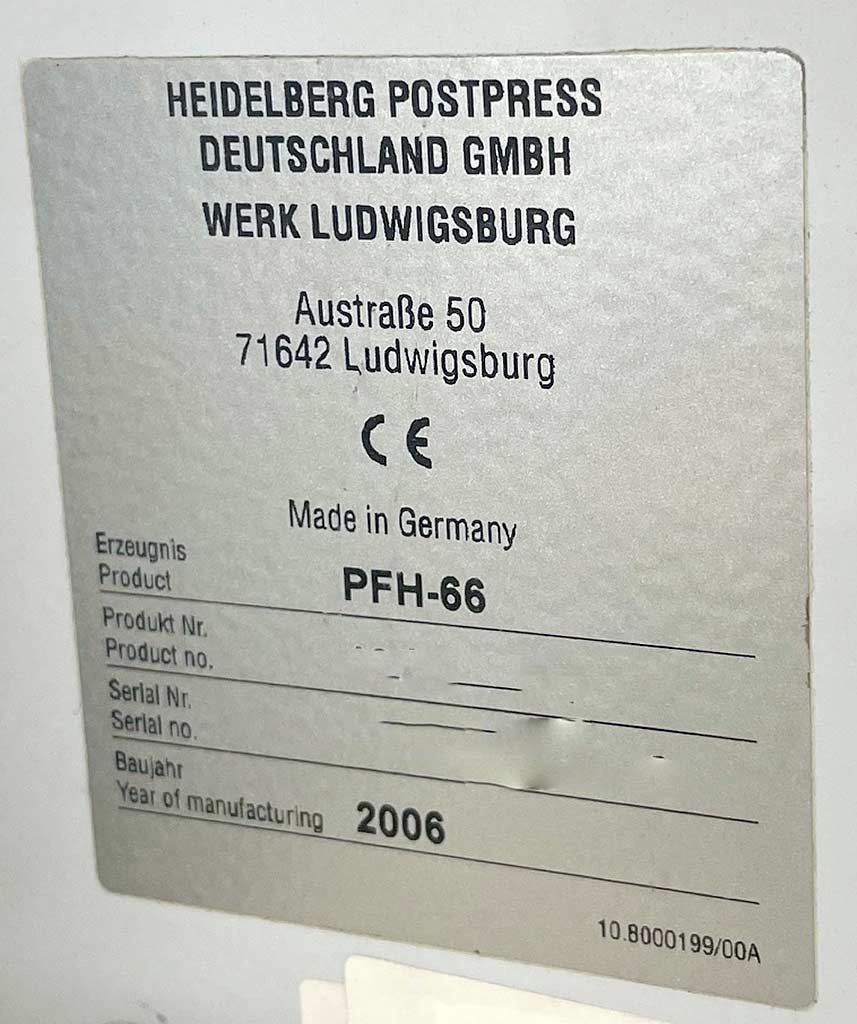 HEIDELBERG POSTPRESS
DEUTSCHLAND GMBH
WERK LUDWIGSBURG
Austraße 50
71642 Ludwigsburg
CE
Made in Germany
Erzeugnis
Product PFH-66
Produkt Nr.
Product no.
Serial Nr.
Serial no.
Baujahr
Year of manufacturing 2006
10.8000199/00A